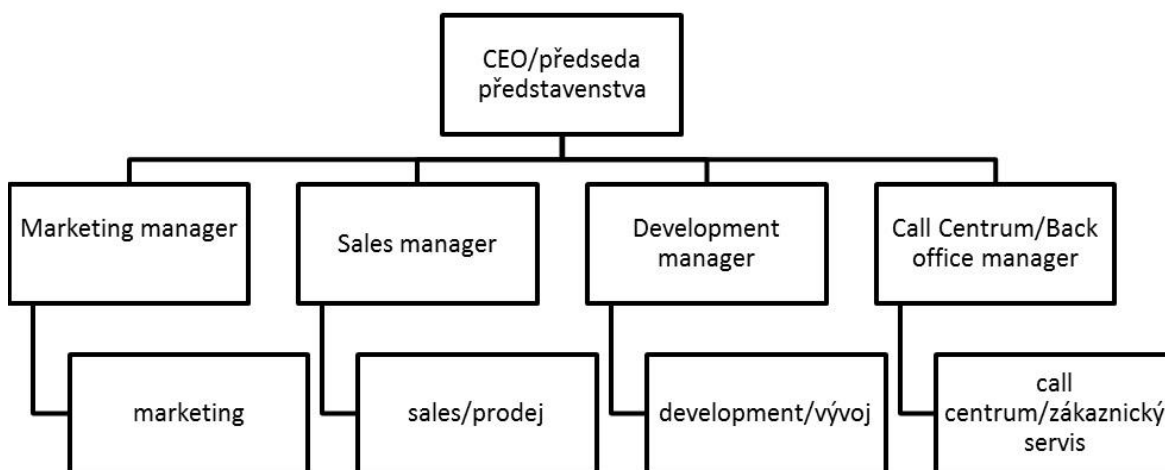 CEO/předseda
představenstva
Marketing manager
Sales manager
Development
manager
Call Centrum/Back
office manager
marketing
sales/prodej
development/vývoj
call
centrum/zákaznický
servis